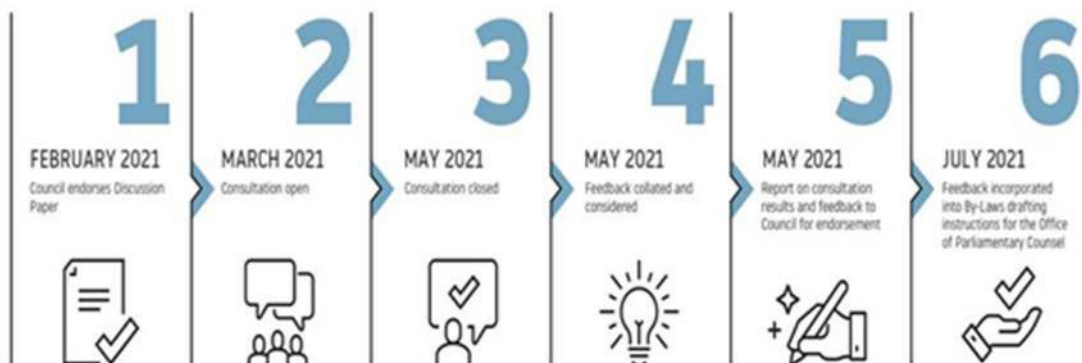 1
FEBRUARY 2021
Council endorses Discussion
Paper
2
MARCH 2021
Consultation open
3
MAY 2021
Consultation closed
4
MAY 2021
Feedback collated and
considered
5
MAY 2021
Report on consultation
results and feedback to
Council for endorsement
6
JULY 2021
Feedback incorporated
into By-Laws drafting
instructions for the Office
of Parliamentary Counsel